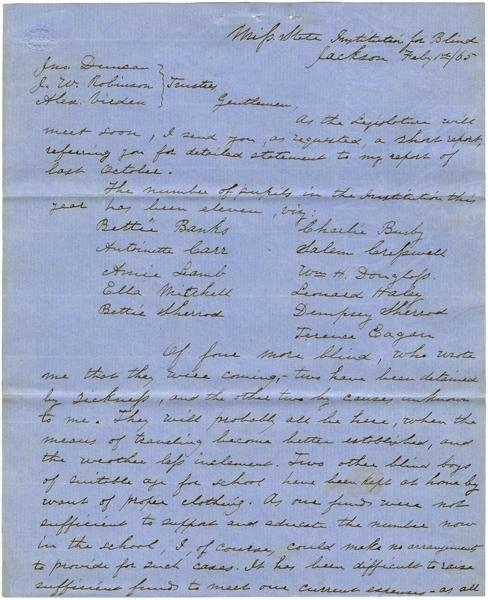 Miss. State Institution for Blind
Jackson Feb'y 1st/65
Jno. Duncan
J. W. Robinson } Trustees
Alex. Virden
Gentlemen,
As the Legislature will
meet soon, I send you, as requested, a short report,
referring you for detailed statement to my report of
last October.
The number of pupils in the Institution this
year has been eleven, viz:
Bettie Banks Charlie Busby
Antoinette Carr Salem Cresswell
Annie Lamb Wm H. Douglass.
Ella Mitchell Leonard Haley
Bettie Sherrod Dempsey Sherrod
Terence Eagan
Of four more blind, who wrote
me that they were coming,- two have been detained
by sickness, and the other two by causes unknown
to me. They will probably all be here, when the
means of traveling become better established, and
the weather less inclement. Two other blind boys
of suitable age for school have been kept at home by
want of proper clothing. As our funds were not
sufficient to support and educate the number now
in the school, I, of course, could make no arrangement
to provide for such cases. It has been difficult to raise
sufficient funds to meet our current expenses - as all